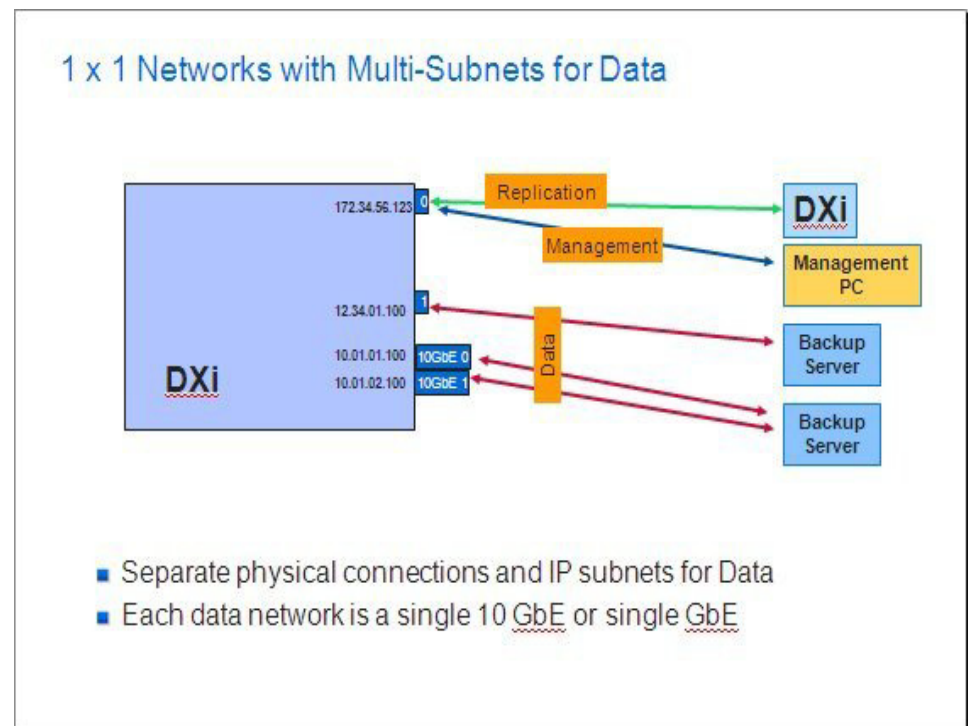 1 x 1 Networks with Multi-Subnets for Data
172.34.56.123 0
Replication
DXi
Management
Management
PC
12.34.01.100 1
Data
Backup
Server
10.01.01.100 10GbE 0
10.01.02.100 10GbE 1
DXi
Backup
Server
Separate physical connections and IP subnets for Data
Each data network is a single 10 GbE or single GbE